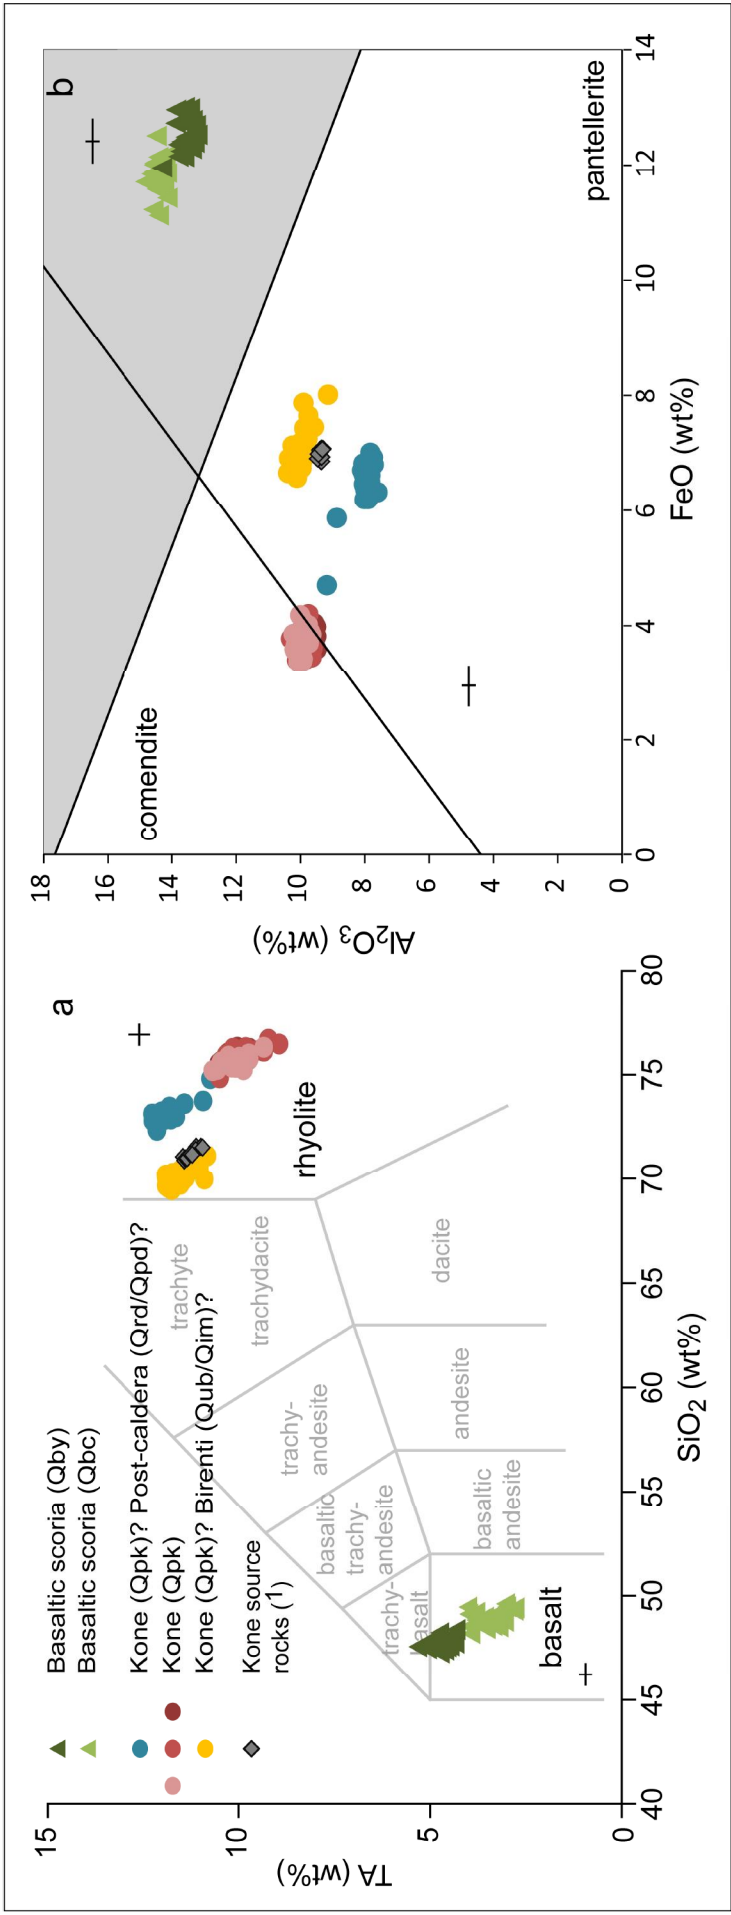 a
15
10
5
0
TA (wt%)
40
45
50
55
60
65
70
75
80
SiO2 (wt%)
Basaltic scoria (Qby)
Basaltic scoria (Qbc)
Kone (Qpk)? Post-caldera (Qrd/Qpd)?
Kone (Qpk)
Kone (Qpk)? Birenti (Qub/Qim)?
Kone source
rocks (1)
trachyte
trachydacite
trachy-
andesite
basaltic
trachy-
andesite
trachy-
basalt
basaltic
andesite
andesite
dacite
rhyolite
basalt
b
18
16
14
12
10
8
6
4
2
0
Al2O3 (wt%)
0
2
4
6
8
10
12
14
FeO (wt%)
comendite
pantellerite